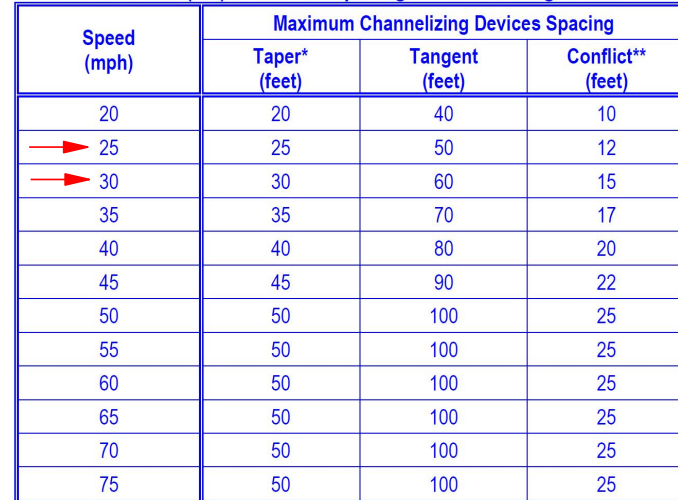 Maximum Channelizing Devices Spacing
Speed
(mph)
Taper*
(feet)
Tangent
(feet)
Conflict**
(feet)
20 20 40 10
25 25 50 12
30 30 60 15
35 35 70 17
40 40 80 20
45 45 90 22
50 50 100 25
55 50 100 25
60 50 100 25
65 50 100 25
70 50 100 25
75 50 100 25